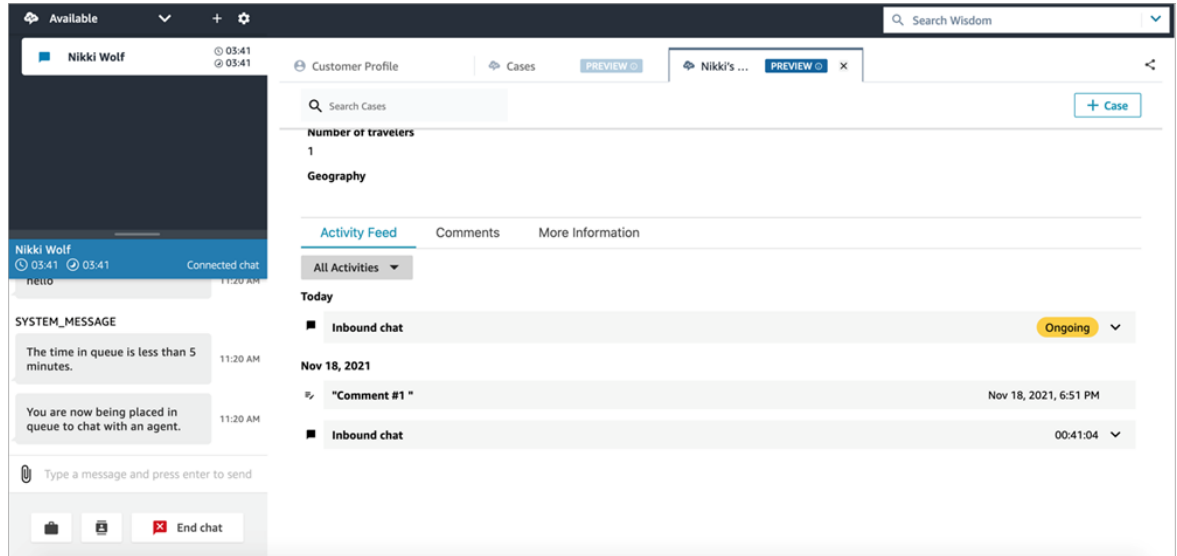 Available
Search Wisdom
Nikki Wolf
03:41
03:41
Customer Profile
Cases
PREVIEW
Nikki's ...
PREVIEW
Search Cases
+ Case
Number of travelers
1
Geography
Activity Feed
Comments
More Information
All Activities
Today
Inbound chat
Ongoing
Nov 18, 2021
"Comment #1 "
Nov 18, 2021, 6:51 PM
Inbound chat
00:41:04
Nikki Wolf
03:41 03:41 Connected chat
hello
11:20 AM
SYSTEM_MESSAGE
The time in queue is less than 5
minutes.
11:20 AM
You are now being placed in
queue to chat with an agent.
11:20 AM
Type a message and press enter to send
End chat